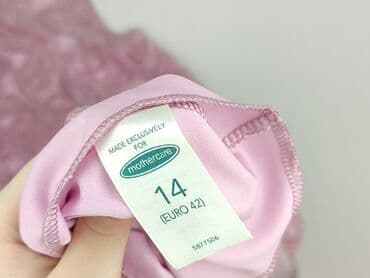 MADE EXCLUSIVELY
FOR
mothercare
14
(EURO 42)
5877506